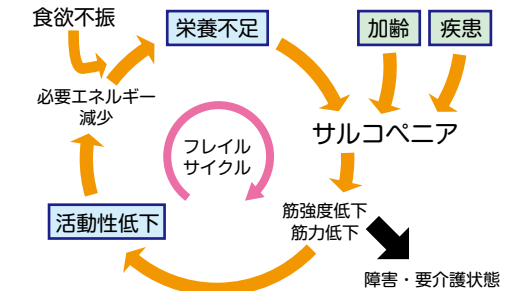 食欲不振
栄養不足
加齢
疾患
必要エネルギー
減少
サルコペニア
フレイル
サイクル
筋強度低下
筋力低下
活動性低下
障害・要介護状態